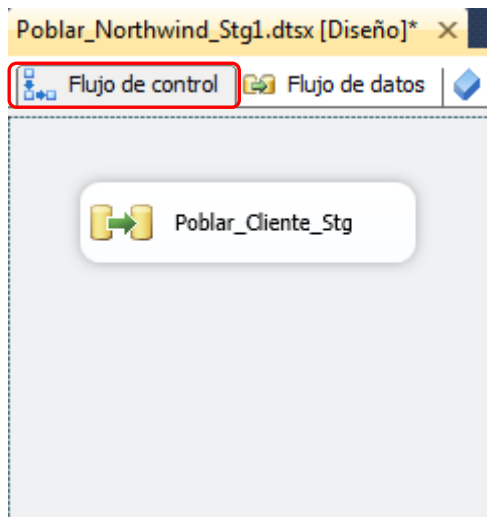 Poblar_Northwind_Stg1.dtsx [Diseño]*
Flujo de control Flujo de datos
Poblar_Cliente_Stg